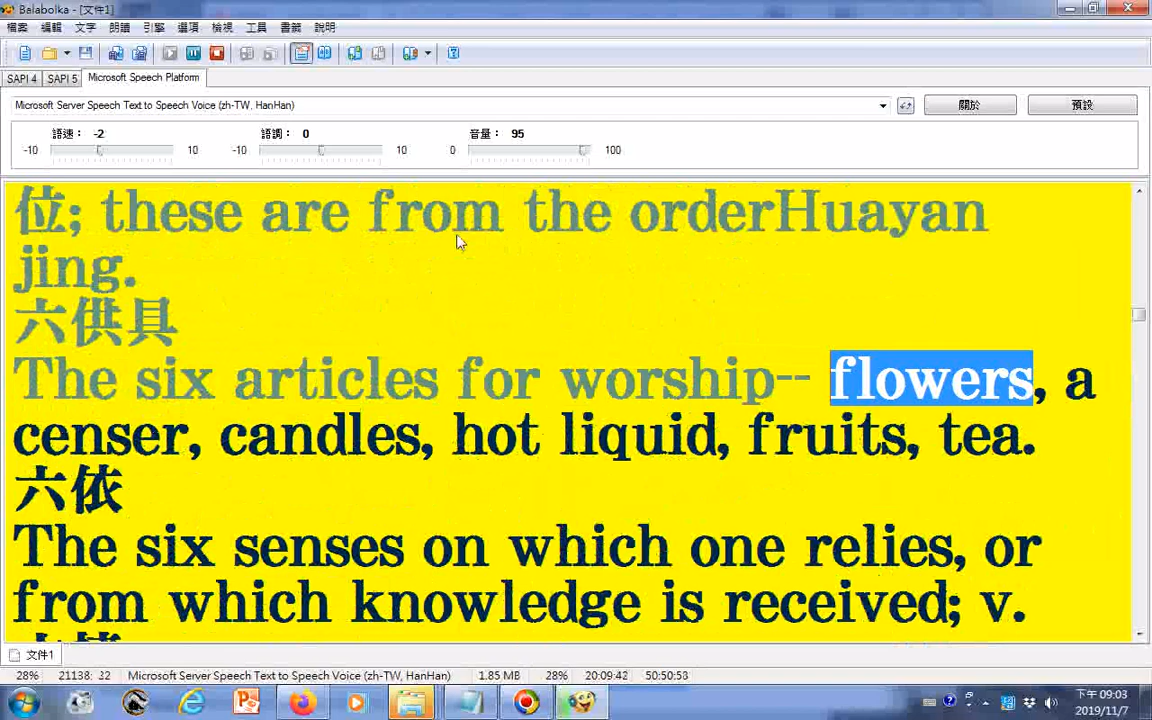 Balabolka - [文件1]
檔案 編輯 文字 朗讀 引擎 選項 檢視 工具 書籤 說明
SAPI 4 SAPI 5 Microsoft Speech Platform
Microsoft Server Speech Text to Speech Voice (zh-TW, HanHan) 關於 預設
語速： -2 語調： 0 音量： 95
-10 10 -10 10 0 100
位; these are from the orderHuayan
jing.
六供具
The six articles for worship-- flowers, a
censer, candles, hot liquid, fruits, tea.
六依
The six senses on which one relies, or
from which knowledge is received; v.
文件1
28% 21138: 32 Microsoft Server Speech Text to Speech Voice (zh-TW, HanHan) 1.85 MB 28% 20:09:42 50:50:53
下午 09:03
2019/11/7